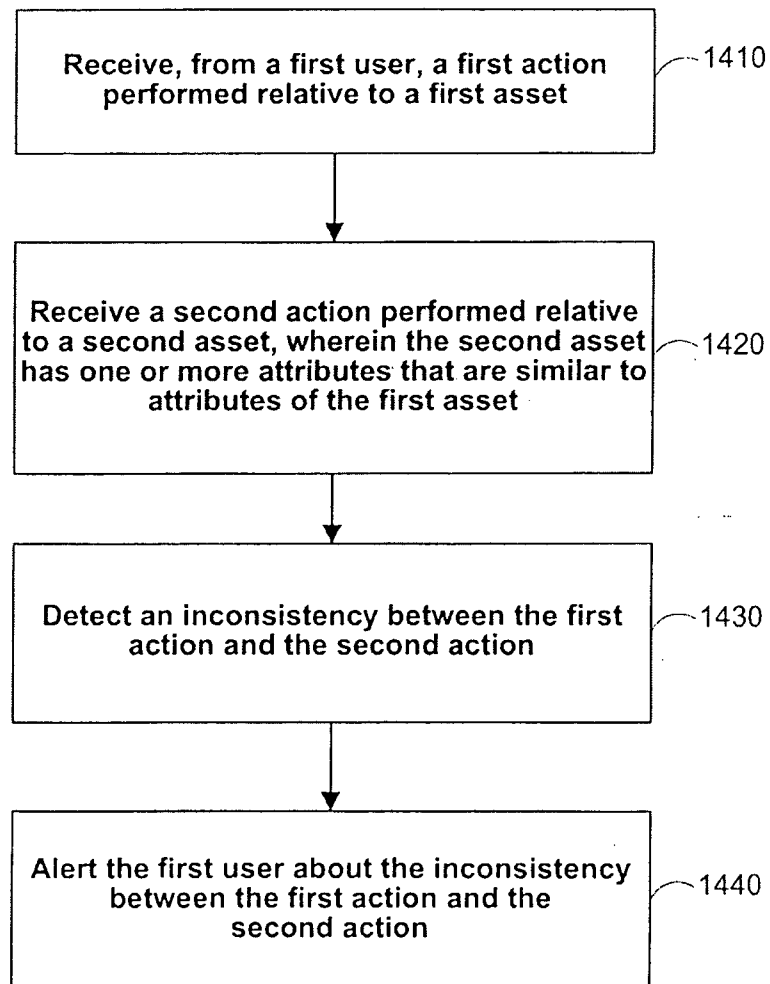 Receive, from a first user, a first action
performed relative to a first asset
1410
Receive a second action performed relative
to a second asset, wherein the second asset
has one or more attributes that are similar to
attributes of the first asset
1420
Detect an inconsistency between the first
action and the second action
1430
Alert the first user about the inconsistency
between the first action and the
second action
1440